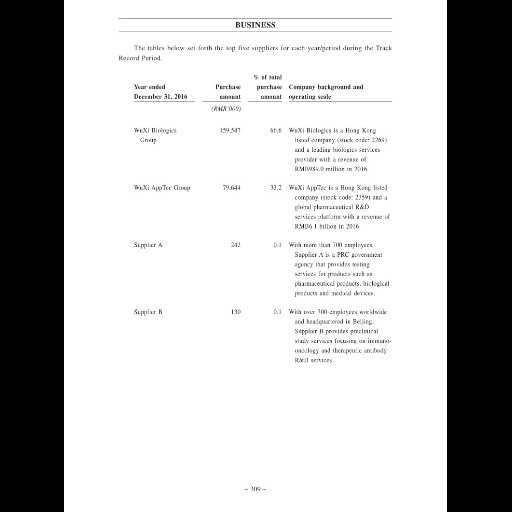 BUSINESS
The tables below set forth the top five suppliers for each year/period during the Track
Record Period.
% of total
Year ended Purchase purchase Company background and
December 31, 2016 amount amount operating scale
(RMB'000)
WuXi Biologics 159,547 66.6 WuXi Biologics is a Hong Kong
Group listed company (stock code: 2269)
and a leading biologics services
provider with a revenue of
RMB989.0 million in 2016.
WuXi AppTec Group 79,644 33.2 WuXi AppTec is a Hong Kong listed
company (stock code: 2359) and a
global pharmaceutical R&D
services platform with a revenue of
RMB6.1 billion in 2016.
Supplier A 242 0.1 With more than 700 employees,
Supplier A is a PRC government
agency that provides testing
services for products such as
pharmaceutical products, biological
products and medical devices.
Supplier B 130 0.1 With over 700 employees worldwide
and headquartered in Beijing,
Supplier B provides preclinical
study services focusing on immuno-
oncology and therapeutic antibody
R&D services.
– 309 –